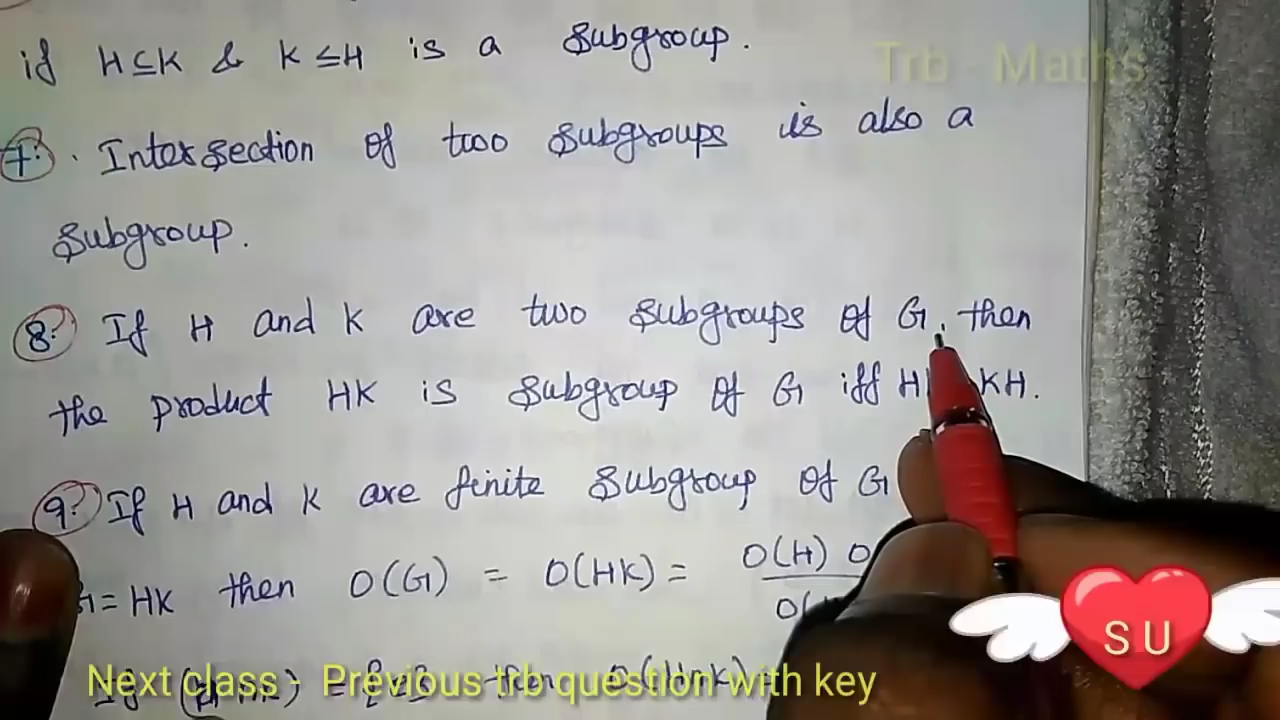 if H⊆K & K≤H is a subgroup.
Trb - Maths
7. Intersection of two subgroups is also a
subgroup.
8. If H and K are two subgroups of G, then
the product HK is subgroup of G iff KH.
9. If H and K are finite subgroup of G
G = HK then O(G) = O(HK) = O(H)
S U
Next class - Previous trb question with key